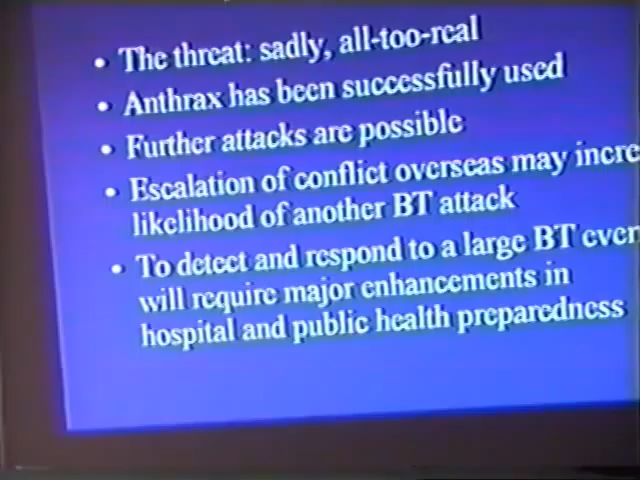 • The threat: sadly, all-too-real
• Anthrax has been successfully used
• Further attacks are possible
• Escalation of conflict overseas may incre
likelihood of another BT attack
• To detect and respond to a large BT even
will require major enhancements in
hospital and public health preparedness